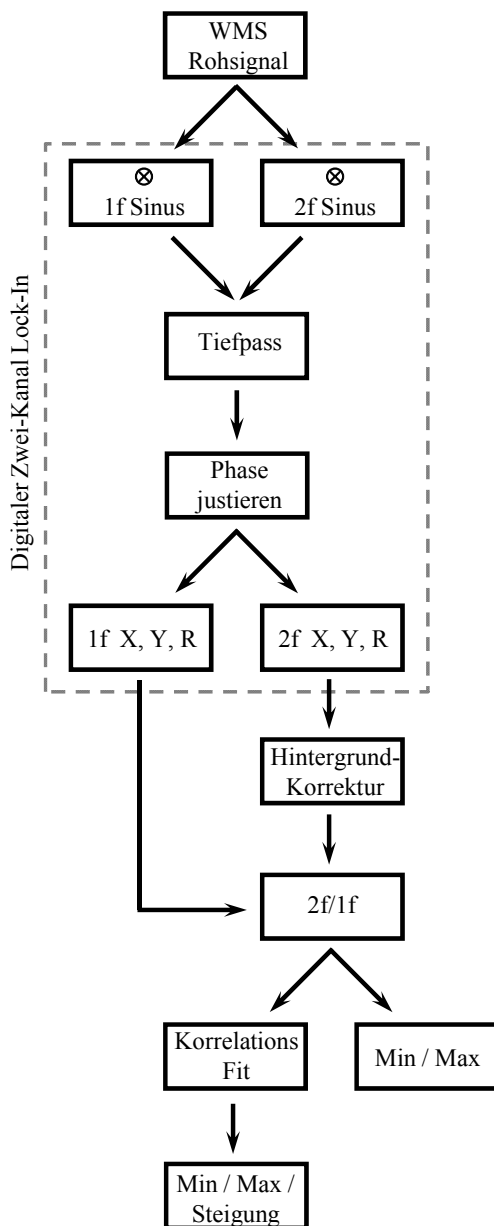 WMS
Rohsignal
Digitaler Zwei-Kanal Lock-In
⊗
1f Sinus
⊗
2f Sinus
Tiefpass
Phase
justieren
1f X, Y, R
2f X, Y, R
Hintergrund-
Korrektur
2f/1f
Korrelations
Fit
Min / Max
Min / Max /
Steigung